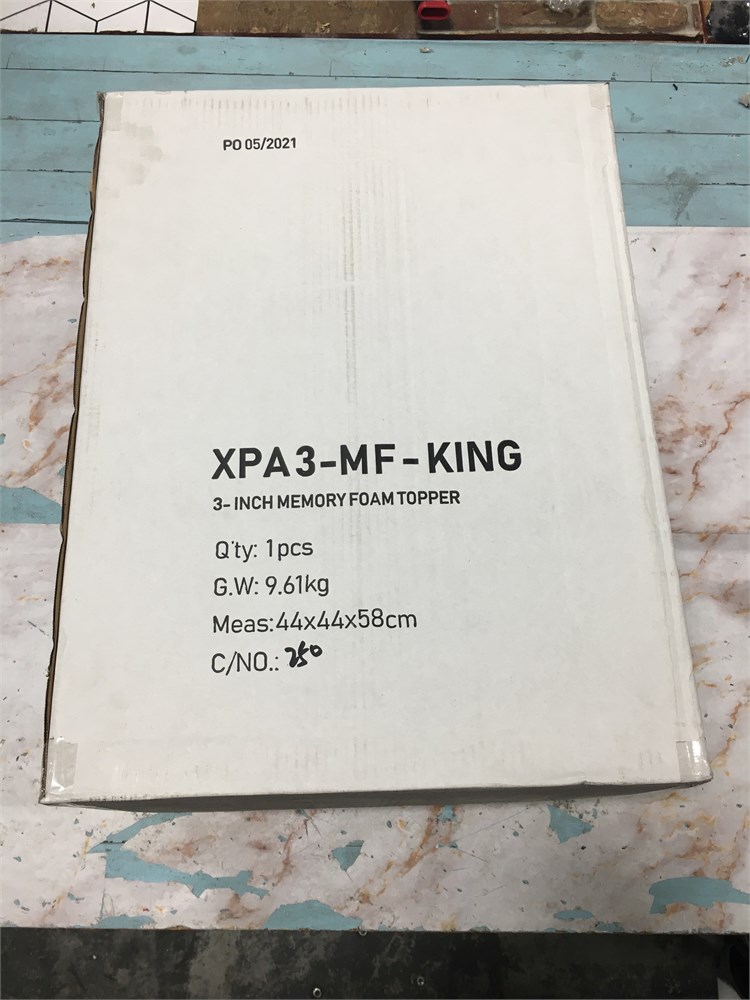 PO 05/2021
XPA3-MF-KING
3-INCH MEMORY FOAM TOPPER
Q'ty: 1pcs
G.W: 9.61kg
Meas:44x44x58cm
C/NO.: 250